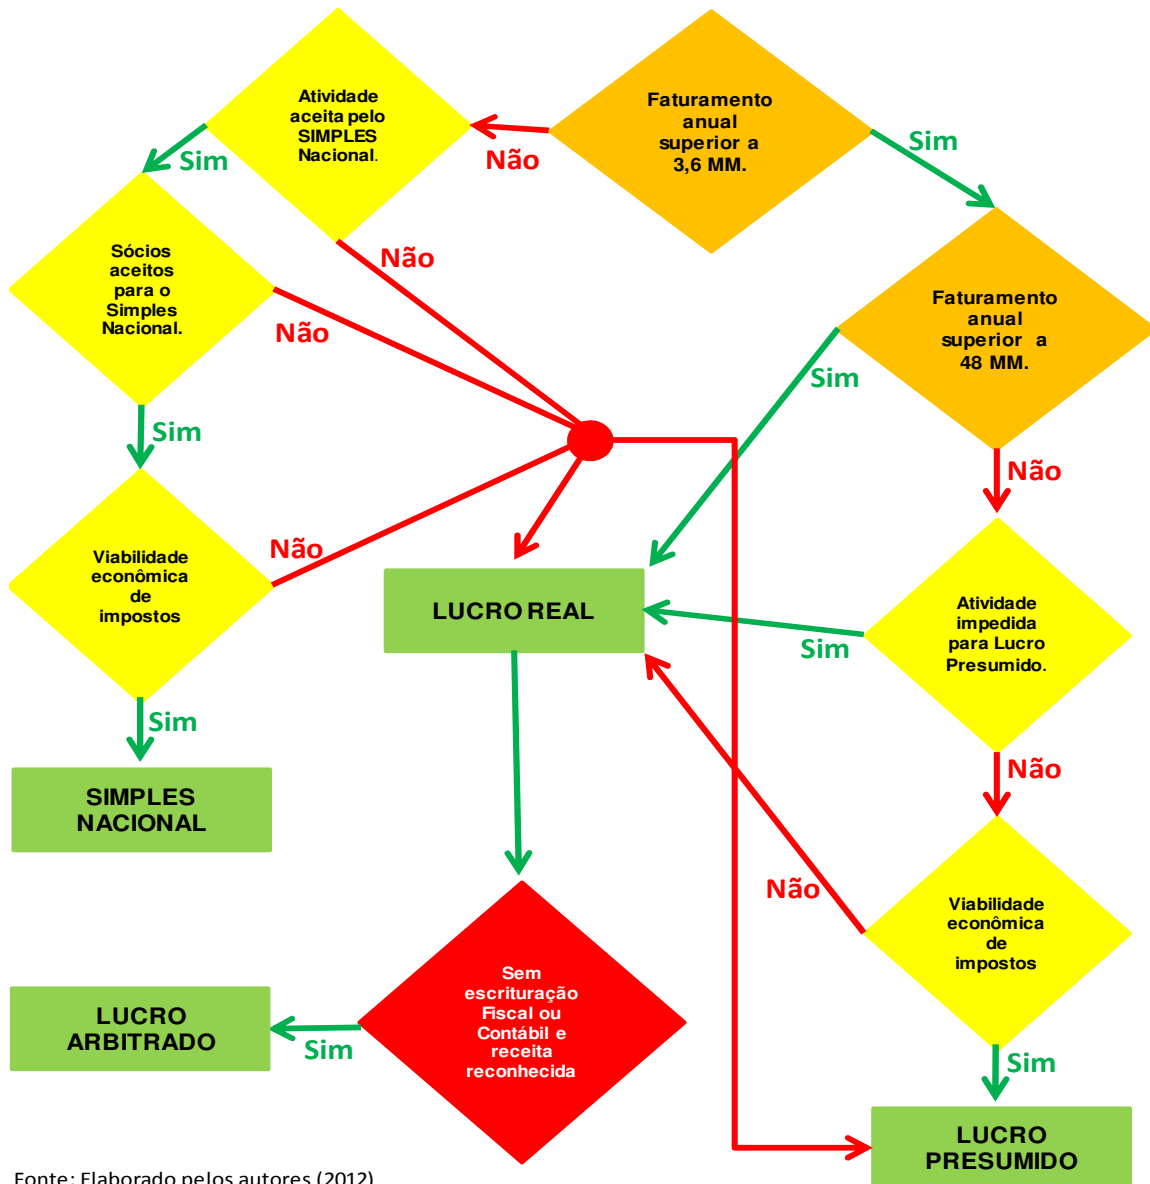 Atividade
aceita pelo
SIMPLES
Nacional.
Faturamento
anual
superior a
3,6 MM.
Não
Sim
Sim
Sócios
aceitos
para o
Simples
Nacional.
Não
Não
Faturamento
anual
superior a
48 MM.
Sim
Sim
Não
Viabilidade
econômica
de
impostos
Não
LUCRO REAL
Atividade
impedida
para Lucro
Presumido.
Sim
Sim
SIMPLES
NACIONAL
Não
Viabilidade
econômica
de
impostos
Não
Sem
escrituração
Fiscal ou
Contábil e
receita
reconhecida
LUCRO
ARBITRADO
Sim
Sim
LUCRO
PRESUMIDO
Fonte: Elaborado pelos autores (2012)